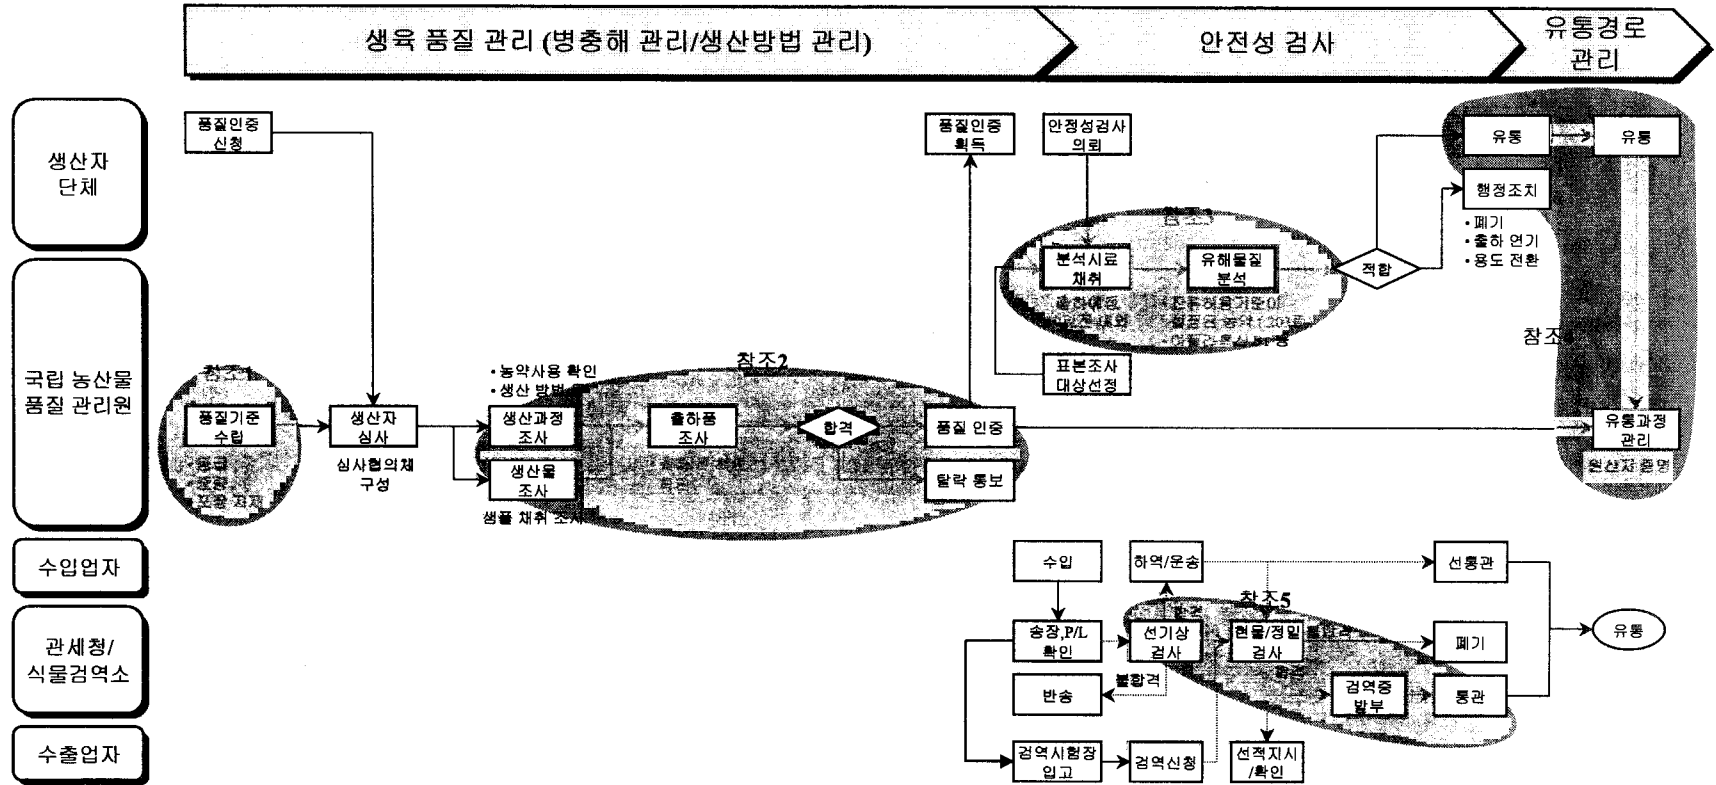 생육 품질 관리 (병충해 관리/생산방법 관리)
안전성 검사
유통경로
관리
생산자
단체
품질인증
신청
품질인증
획득
안정성검사
의뢰
유통
유통
행정조치
• 폐기
• 출하 연기
• 용도 전환
국립 농산물
품질 관리원
분석시료
채취
유해물질
분석
적합
표본조사
대상선정
참조
품질기준
수립
생산자
심사
심사협의체
구성
참조2
• 농약사용 확인
• 생산 방법
생산과정
조사
생산물
조사
샘플 채취 조사
출하품
조사
합격
품질 인증
탈락 통보
참조
유통과정
관리
원산지 증명
수입업자
수입
하역/운송
선통관
관세청/
식물검역소
송장,P/L
확인
선기상
검사
참조5
현물/정밀
검사
폐기
유통
반송
불합격
검역증
발부
통관
수출업자
검역시험장
입고
검역신청
선적지시
/확인